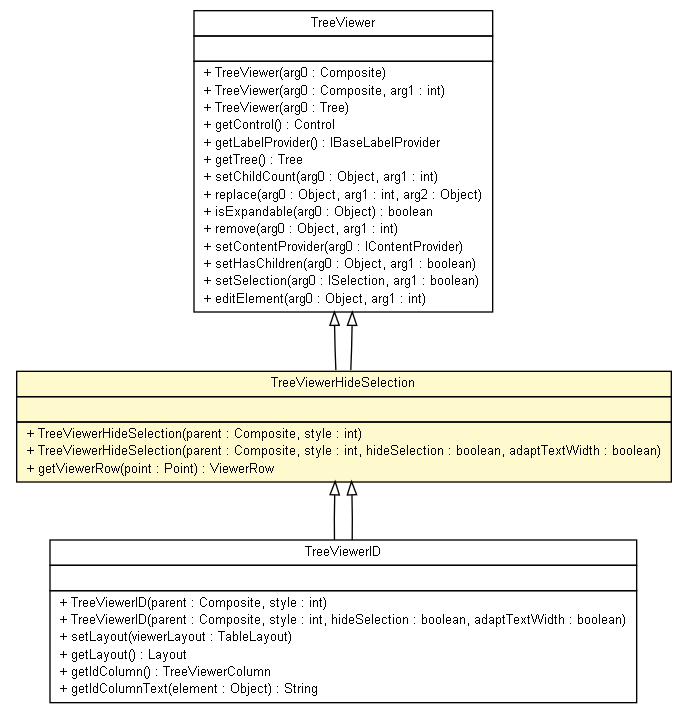 TreeViewer
+ TreeViewer(arg0 : Composite)
+ TreeViewer(arg0 : Composite, arg1 : int)
+ TreeViewer(arg0 : Tree)
+ getControl() : Control
+ getLabelProvider() : IBaseLabelProvider
+ getTree() : Tree
+ setChildCount(arg0 : Object, arg1 : int)
+ replace(arg0 : Object, arg1 : int, arg2 : Object)
+ isExpandable(arg0 : Object) : boolean
+ remove(arg0 : Object, arg1 : int)
+ setContentProvider(arg0 : IContentProvider)
+ setHasChildren(arg0 : Object, arg1 : boolean)
+ setSelection(arg0 : ISelection, arg1 : boolean)
+ editElement(arg0 : Object, arg1 : int)
TreeViewerHideSelection
+ TreeViewerHideSelection(parent : Composite, style : int)
+ TreeViewerHideSelection(parent : Composite, style : int, hideSelection : boolean, adaptTextWidth : boolean)
+ getViewerRow(point : Point) : ViewerRow
TreeViewerID
+ TreeViewerID(parent : Composite, style : int)
+ TreeViewerID(parent : Composite, style : int, hideSelection : boolean, adaptTextWidth : boolean)
+ setLayout(viewerLayout : TableLayout)
+ getLayout() : Layout
+ getIdColumn() : TreeViewerColumn
+ getIdColumnText(element : Object) : String